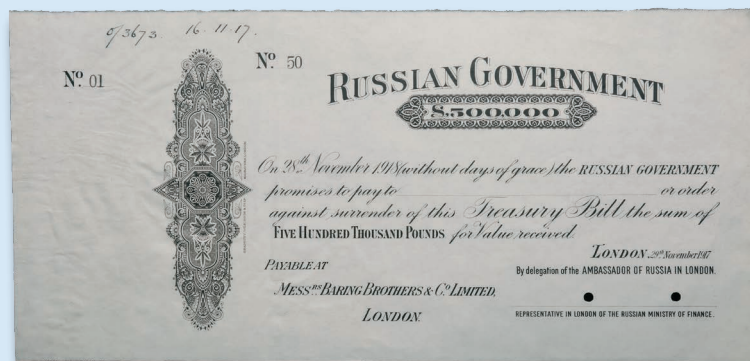 0/3673 16.11.17.
Nº 01
Nº 50
RUSSIAN GOVERNMENT
£.500,000
On 28th November 1918 (without days of grace) the RUSSIAN GOVERNMENT
promises to pay to or order
against surrender of this Treasury Bill the sum of
FIVE HUNDRED THOUSAND POUNDS for Value received.
LONDON, 29th November 1917
By delegation of the AMBASSADOR OF RUSSIA IN LONDON.
PAYABLE AT
MESSRS BARING BROTHERS & Co LIMITED,
LONDON.
REPRESENTATIVE IN LONDON OF THE RUSSIAN MINISTRY OF FINANCE.